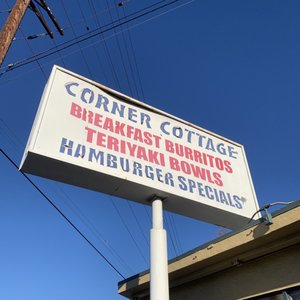 CORNER COTTAGE
BREAKFAST BURRITOS
TERIYAKI BOWLS
HAMBURGER SPECIALS